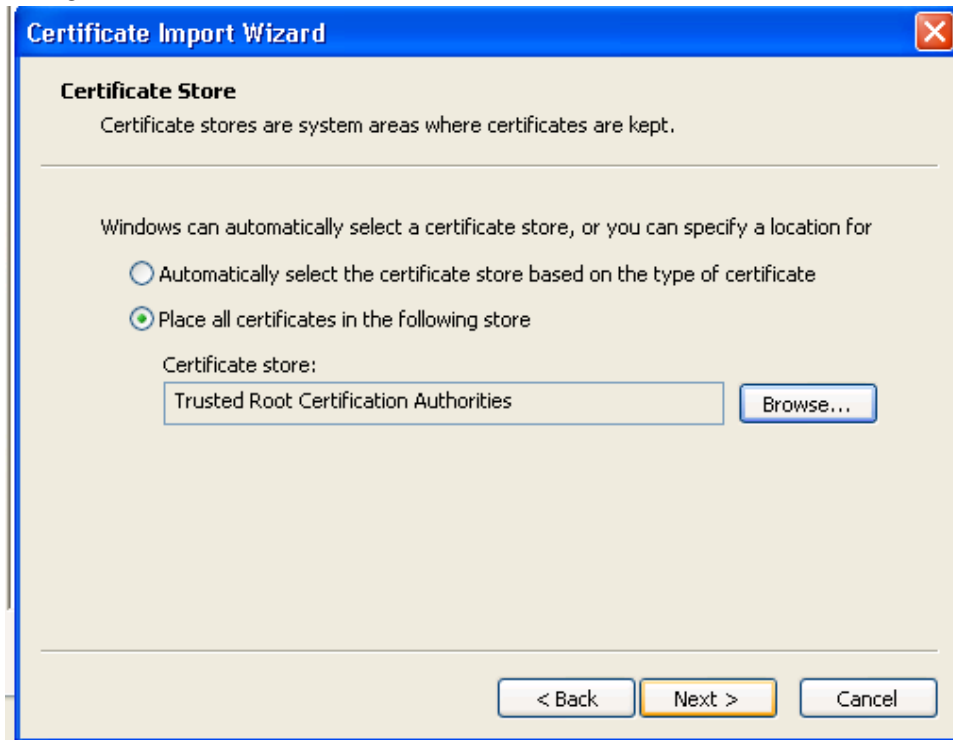 Certificate Import Wizard
Certificate Store
Certificate stores are system areas where certificates are kept.
Windows can automatically select a certificate store, or you can specify a location for
Automatically select the certificate store based on the type of certificate
Place all certificates in the following store
Certificate store:
Trusted Root Certification Authorities
Browse...
< Back
Next >
Cancel